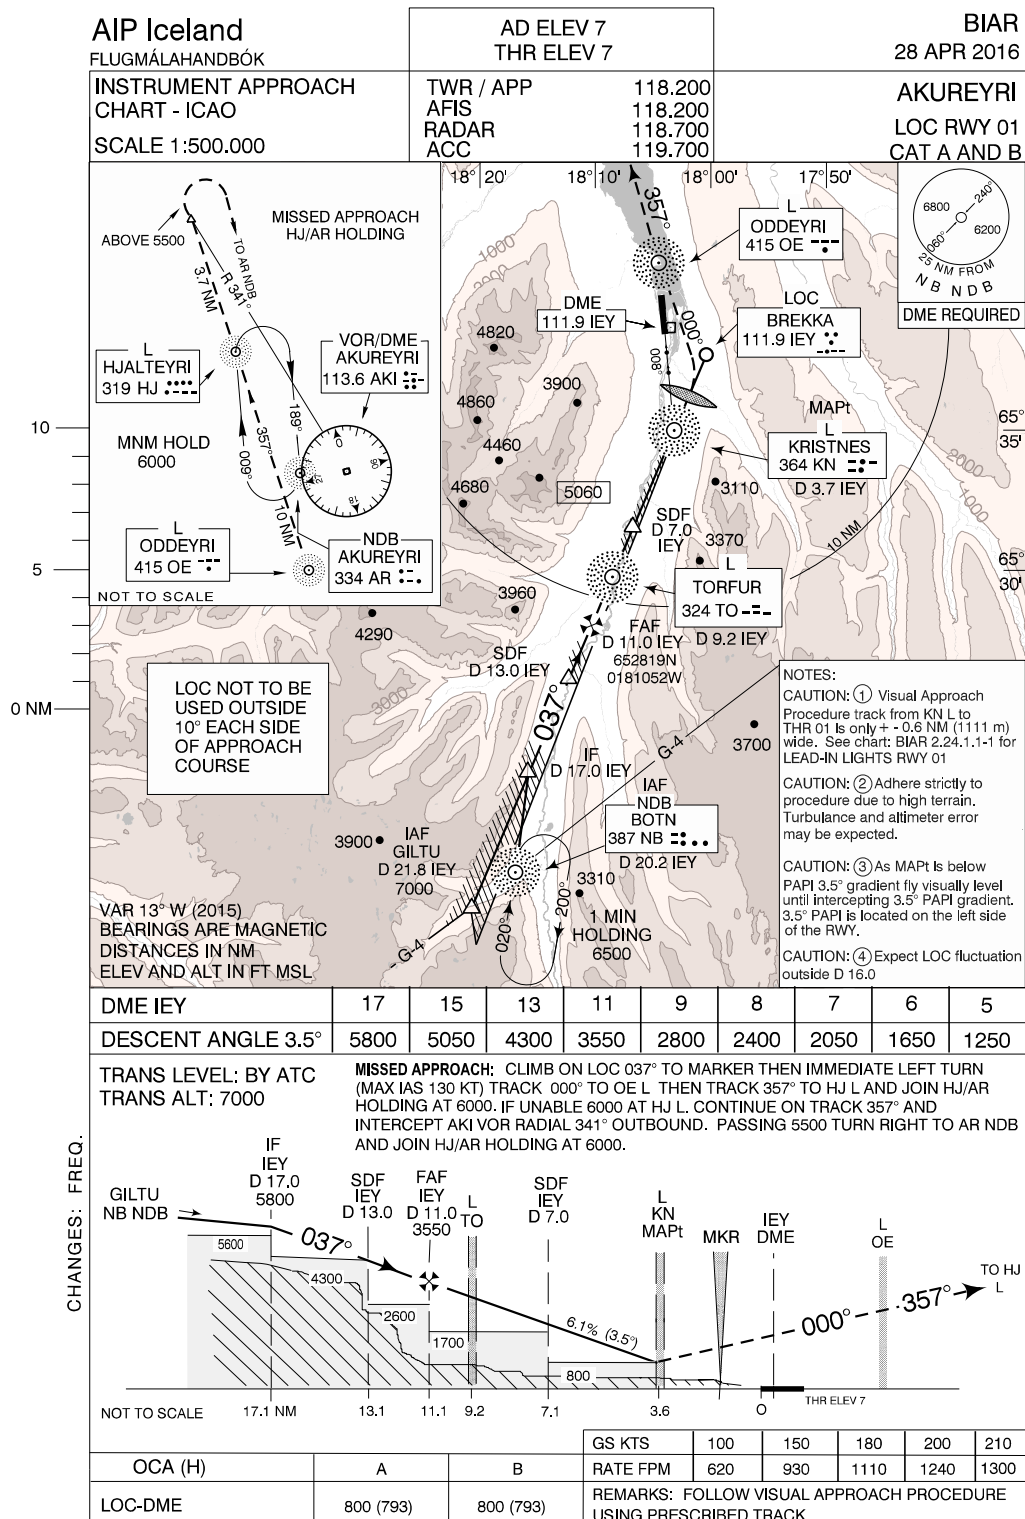 AIP Iceland
FLUGMÁLAHANDBÓK
AD ELEV 7
THR ELEV 7
BIAR
28 APR 2016
INSTRUMENT APPROACH
CHART - ICAO
SCALE 1:500.000
TWR / APP 118.200
AFIS 118.200
RADAR 118.700
ACC 119.700
AKUREYRI
LOC RWY 01
CAT A AND B
18°20' 18°10' 18°00' 17°50'
MISSED APPROACH
HJ/AR HOLDING
ABOVE 5500
TO AR NDB
R 341°
3.7 NM
L
HJALTEYRI
319 HJ
VOR/DME
AKUREYRI
113.6 AKI
MNM HOLD
6000
189°
357°
009°
10 NM
0
90
18
27
L
ODDEYRI
415 OE
NDB
AKUREYRI
334 AR
NOT TO SCALE
10
5
0 NM
357°
L
ODDEYRI
415 OE
DME
111.9 IEY
LOC
BREKKA
111.9 IEY
000°
008°
6800
240°
060°
6200
25 NM FROM
NB NDB
DME REQUIRED
1000
2000
4820
3900
4860
4460
4680
5060
MAPt
L
KRISTNES
364 KN
D 3.7 IEY
3110
65°
35'
2000
1000
SDF
D 7.0
IEY
3370
10 NM
65°
30'
L
TORFUR
324 TO
D 9.2 IEY
3960
4290
FAF
D 11.0 IEY
652819N
0181052W
SDF
D 13.0 IEY
3000
LOC NOT TO BE
USED OUTSIDE
10° EACH SIDE
OF APPROACH
COURSE
037°
G-4
3700
IF
D 17.0 IEY
IAF
NDB
BOTN
387 NB
D 20.2 IEY
3900
IAF
GILTU
D 21.8 IEY
7000
3310
1 MIN
HOLDING
6500
020°
200°
G-4
VAR 13° W (2015)
BEARINGS ARE MAGNETIC
DISTANCES IN NM
ELEV AND ALT IN FT MSL
NOTES:
CAUTION: 1 Visual Approach
Procedure track from KN L to
THR 01 is only + - 0.6 NM (1111 m)
wide. See chart: BIAR 2.24.1.1-1 for
LEAD-IN LIGHTS RWY 01
CAUTION: 2 Adhere strictly to
procedure due to high terrain.
Turbulance and altimeter error
may be expected.
CAUTION: 3 As MAPt is below
PAPI 3.5° gradient fly visually level
until intercepting 3.5° PAPI gradient.
3.5° PAPI is located on the left side
of the RWY.
CAUTION: 4 Expect LOC fluctuation
outside D 16.0
DME IEY 17 15 13 11 9 8 7 6 5
DESCENT ANGLE 3.5° 5800 5050 4300 3550 2800 2400 2050 1650 1250
TRANS LEVEL: BY ATC
TRANS ALT: 7000
MISSED APPROACH: CLIMB ON LOC 037° TO MARKER THEN IMMEDIATE LEFT TURN
(MAX IAS 130 KT) TRACK 000° TO OE L THEN TRACK 357° TO HJ L AND JOIN HJ/AR
HOLDING AT 6000. IF UNABLE 6000 AT HJ L. CONTINUE ON TRACK 357° AND
INTERCEPT AKI VOR RADIAL 341° OUTBOUND. PASSING 5500 TURN RIGHT TO AR NDB
AND JOIN HJ/AR HOLDING AT 6000.
CHANGES: FREQ.
GILTU
NB NDB
IF
IEY
D 17.0
5800
SDF
IEY
D 13.0
FAF
IEY
D 11.0
3550
L
TO
SDF
IEY
D 7.0
L
KN
MAPt
MKR
IEY
DME
L
OE
TO HJ
L
037°
5600
4300
2600
1700
800
6.1% (3.5°)
000°
357°
THR ELEV 7
NOT TO SCALE
17.1 NM 13.1 11.1 9.2 7.1 3.6 O
GS KTS 100 150 180 200 210
RATE FPM 620 930 1110 1240 1300
OCA (H) A B
LOC-DME 800 (793) 800 (793)
REMARKS: FOLLOW VISUAL APPROACH PROCEDURE
USING PRESCRIBED TRACK